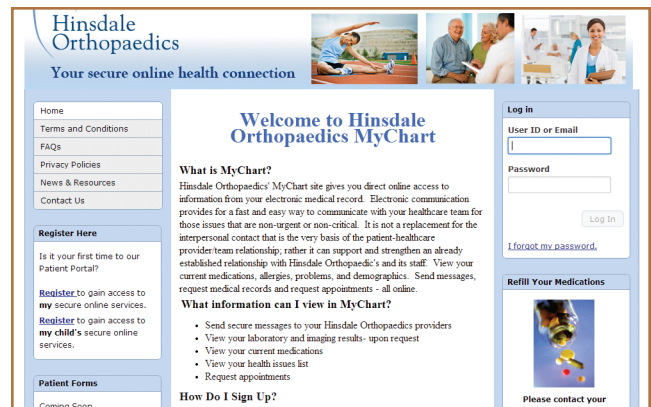 Hinsdale
Orthopaedics
Your secure online health connection
Home
Terms and Conditions
FAQs
Privacy Policies
News & Resources
Contact Us
Register Here
Is it your first time to our
Patient Portal?
Register to gain access to
my secure online services.
Register to gain access to
my child's secure online
services.
Patient Forms
Coming Soon
Welcome to Hinsdale
Orthopaedics MyChart
What is MyChart?
Hinsdale Orthopaedics' MyChart site gives you direct online access to
information from your electronic medical record. Electronic communication
provides for a fast and easy way to communicate with your healthcare team for
those issues that are non-urgent or non-critical. It is not a replacement for the
interpersonal contact that is the very basis of the patient-healthcare
provider/team relationship; rather it can support and strengthen an already
established relationship with Hinsdale Orthopaedic's and its staff. View your
current medications, allergies, problems, and demographics. Send messages,
request medical records and request appointments - all online.
What information can I view in MyChart?
• Send secure messages to your Hinsdale Orthopaedics providers
• View your laboratory and imaging results- upon request
• View your current medications
• View your health issues list
• Request appointments
How Do I Sign Up?
Log in
User ID or Email
Password
Log In
I forgot my password.
Refill Your Medications
Please contact your